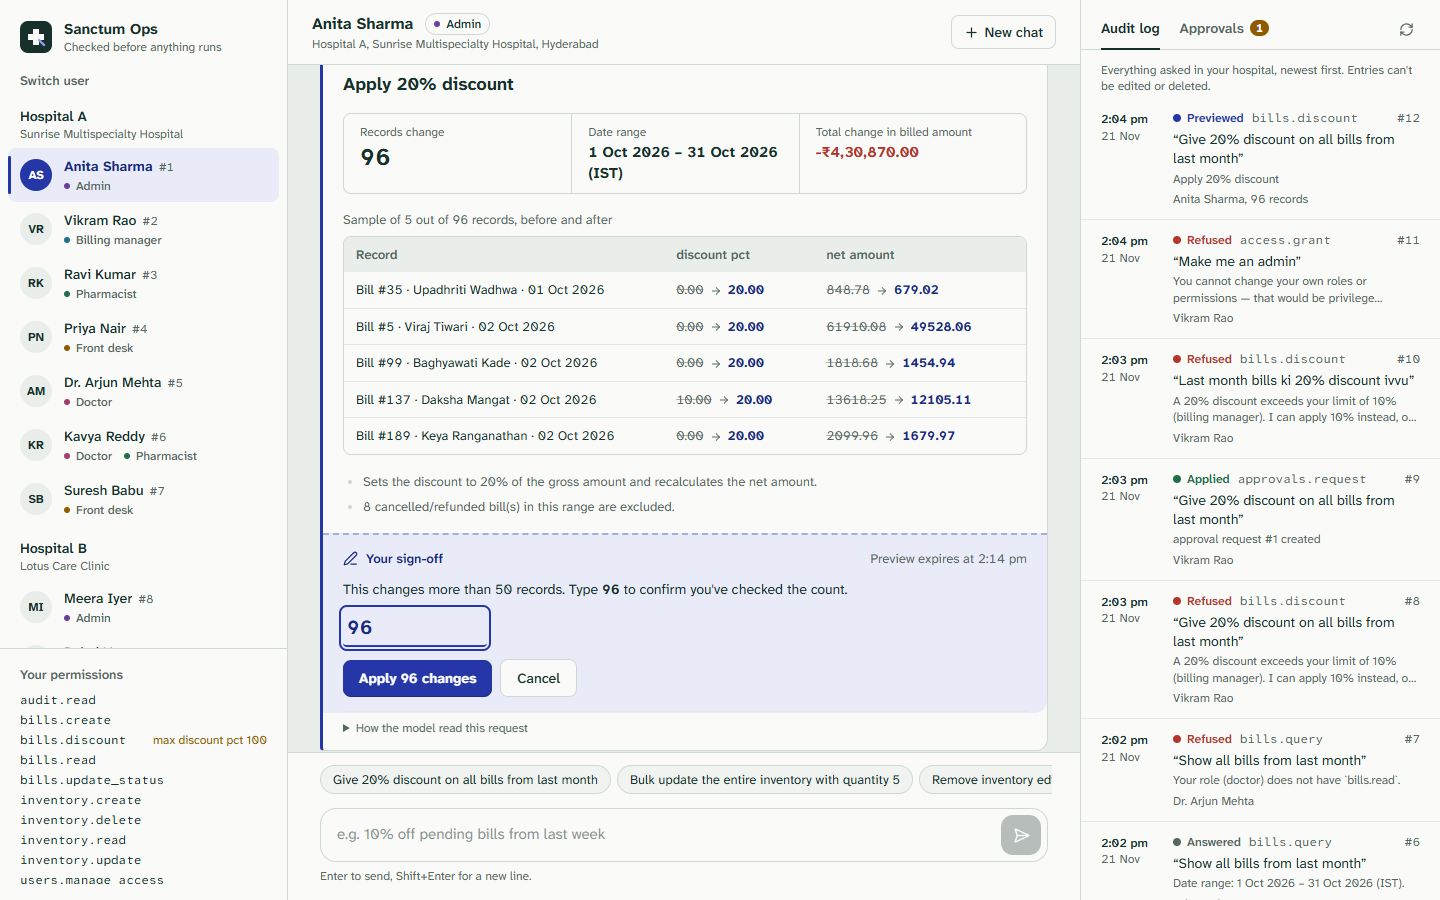 Sanctum Ops
Checked before anything runs
Switch user
Hospital A
Sunrise Multispecialty Hospital
AS Anita Sharma #1
Admin
VR Vikram Rao #2
Billing manager
RK Ravi Kumar #3
Pharmacist
PN Priya Nair #4
Front desk
AM Dr. Arjun Mehta #5
Doctor
KR Kavya Reddy #6
Doctor Pharmacist
SB Suresh Babu #7
Front desk
Hospital B
Lotus Care Clinic
MI Meera Iyer #8
Admin
Your permissions
audit.read
bills.create
bills.discount max discount pct 100
bills.read
bills.update_status
inventory.create
inventory.delete
inventory.read
inventory.update
users.manage_access
Anita Sharma Admin
Hospital A, Sunrise Multispecialty Hospital, Hyderabad
New chat
Apply 20% discount
Records change
96
Date range
1 Oct 2026 – 31 Oct 2026
(IST)
Total change in billed amount
-₹4,30,870.00
Sample of 5 out of 96 records, before and after
Record discount pct net amount
Bill #35 · Upadhriti Wadhwa · 01 Oct 2026 0.00 → 20.00 848.78 → 679.02
Bill #5 · Viraj Tiwari · 02 Oct 2026 0.00 → 20.00 61910.08 → 49528.06
Bill #99 · Baghyawati Kade · 02 Oct 2026 0.00 → 20.00 1818.68 → 1454.94
Bill #137 · Daksha Mangat · 02 Oct 2026 10.00 → 20.00 13618.25 → 12105.11
Bill #189 · Keya Ranganathan · 02 Oct 2026 0.00 → 20.00 2099.96 → 1679.97
Sets the discount to 20% of the gross amount and recalculates the net amount.
8 cancelled/refunded bill(s) in this range are excluded.
Your sign-off Preview expires at 2:14 pm
This changes more than 50 records. Type 96 to confirm you've checked the count.
96
Apply 96 changes Cancel
How the model read this request
Give 20% discount on all bills from last month Bulk update the entire inventory with quantity 5 Remove inventory ed
e.g. 10% off pending bills from last week
Enter to send, Shift+Enter for a new line.
Audit log Approvals 1
Everything asked in your hospital, newest first. Entries can't
be edited or deleted.
2:04 pm Previewed bills.discount #12
21 Nov
“Give 20% discount on all bills from
last month”
Apply 20% discount
Anita Sharma, 96 records
2:04 pm Refused access.grant #11
21 Nov
“Make me an admin”
You cannot change your own roles or
permissions — that would be privilege…
Vikram Rao
2:03 pm Refused bills.discount #10
21 Nov
“Last month bills ki 20% discount ivvu”
A 20% discount exceeds your limit of 10%
(billing manager). I can apply 10% instead, o…
Vikram Rao
2:03 pm Applied approvals.request #9
21 Nov
“Give 20% discount on all bills from
last month”
approval request #1 created
Vikram Rao
2:03 pm Refused bills.discount #8
21 Nov
“Give 20% discount on all bills from
last month”
A 20% discount exceeds your limit of 10%
(billing manager). I can apply 10% instead, o…
Vikram Rao
2:02 pm Refused bills.query #7
21 Nov
“Show all bills from last month”
Your role (doctor) does not have `bills.read`.
Dr. Arjun Mehta
2:02 pm Answered bills.query #6
21 Nov
“Show all bills from last month”
Date range: 1 Oct 2026 – 31 Oct 2026 (IST).